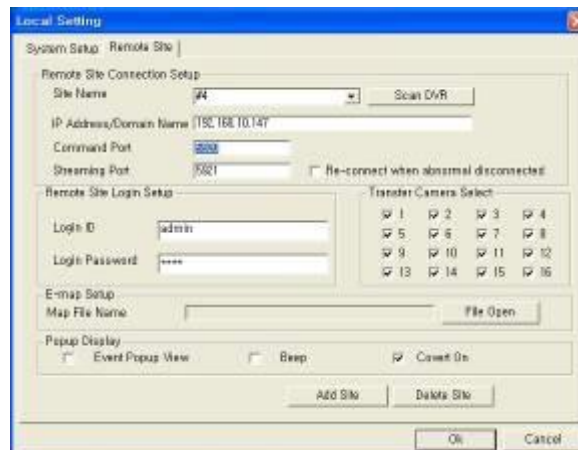 Local Setting
System Setup Remote Site
Remote Site Connection Setup
Site Name #4 Scan DVR
IP Address/Domain Name 192.168.10.147
Command Port 5920
Streaming Port 5921 Re-connect when abnormal disconnected
Remote Site Login Setup Transfer Camera Select
1 2 3 4
Login ID admin 5 6 7 8
9 10 11 12
Login Password **** 13 14 15 16
E-map Setup
Map File Name File Open
Popup Display
Event Popup View Beep Covert On
Add Site Delete Site
Ok Cancel